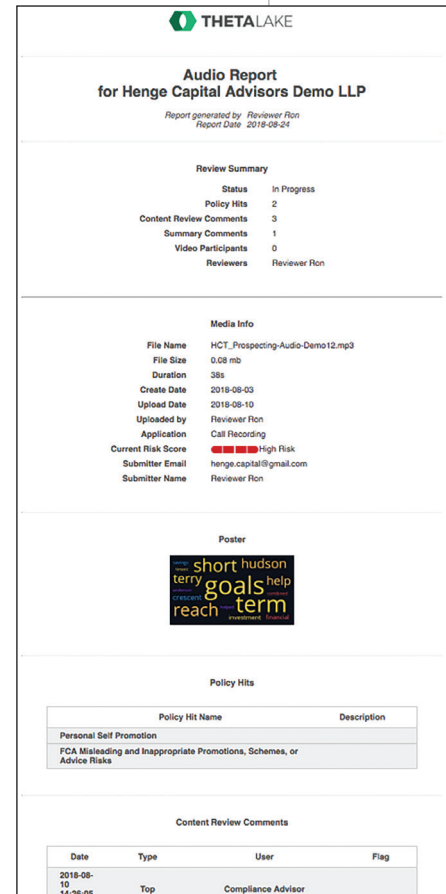 THETALAKE
Audio Report
for Henge Capital Advisors Demo LLP
Report generated by Reviewer Ron
Report Date 2018-08-24
Review Summary
Status In Progress
Policy Hits 2
Content Review Comments 3
Summary Comments 1
Video Participants 0
Reviewers Reviewer Ron
Media Info
File Name HCT_Prospecting-Audio-Demo12.mp3
File Size 0.08 mb
Duration 38s
Create Date 2018-08-03
Upload Date 2018-08-10
Uploaded by Reviewer Ron
Application Call Recording
Current Risk Score High Risk
Submitter Email henge.capital@gmail.com
Submitter Name Reviewer Ron
Poster
short hudson
terry goals help
crescent
reach term
investment financial
Policy Hits
Policy Hit Name Description
Personal Self Promotion
FCA Misleading and Inappropriate Promotions, Schemes, or
Advice Risks
Content Review Comments
Date Type User Flag
2018-08-
10
14:26:05 Top Compliance Advisor